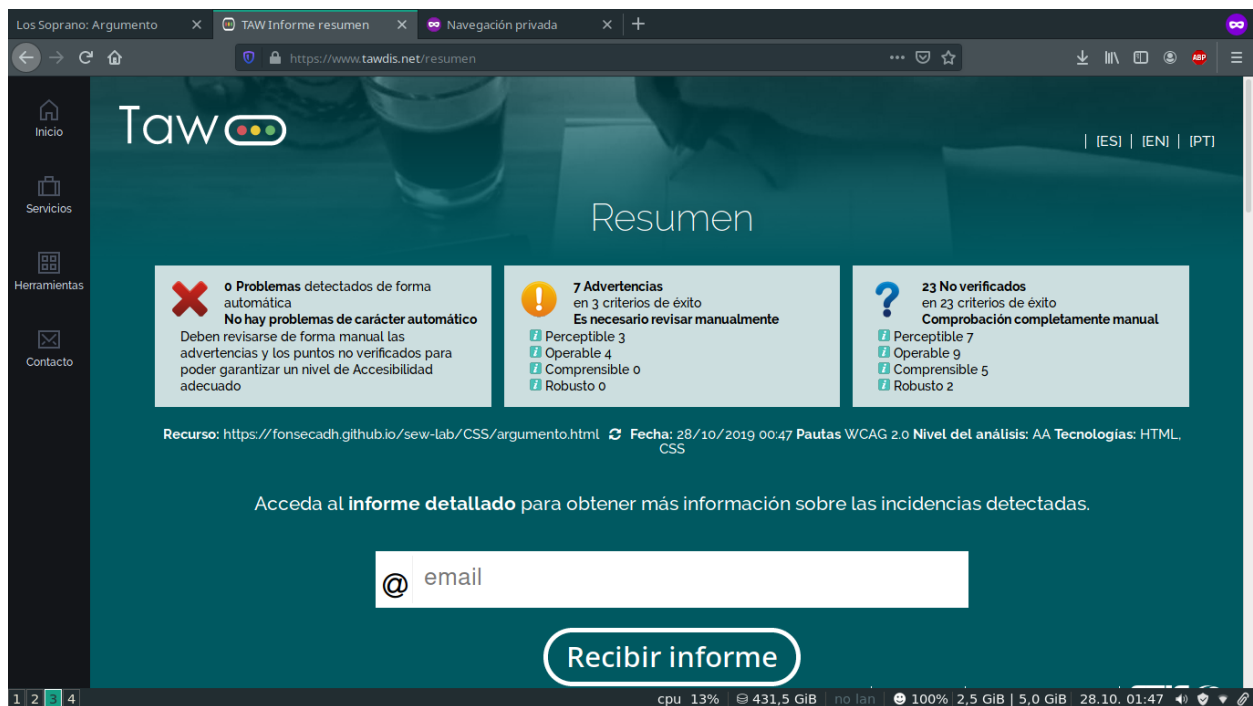 Los Soprano: Argumento
TAW Informe resumen
Navegación privada
https://www.tawdis.net/resumen
ABP
Inicio
Servicios
Herramientas
Contacto
Taw
| [ES] | [EN] | [PT]
Resumen
0 Problemas detectados de forma
automática
No hay problemas de carácter automático
Deben revisarse de forma manual las
advertencias y los puntos no verificados para
poder garantizar un nivel de Accesibilidad
adecuado
7 Advertencias
en 3 criterios de éxito
Es necesario revisar manualmente
Perceptible 3
Operable 4
Comprensible 0
Robusto 0
23 No verificados
en 23 criterios de éxito
Comprobación completamente manual
Perceptible 7
Operable 9
Comprensible 5
Robusto 2
Recurso: https://fonsecadh.github.io/sew-lab/CSS/argumento.html Fecha: 28/10/2019 00:47 Pautas WCAG 2.0 Nivel del análisis: AA Tecnologías: HTML,
CSS
Acceda al informe detallado para obtener más información sobre las incidencias detectadas.
@ email
Recibir informe
1 2 3 4
cpu 13% 431,5 GiB no lan 100% 2,5 GiB | 5,0 GiB 28.10. 01:47